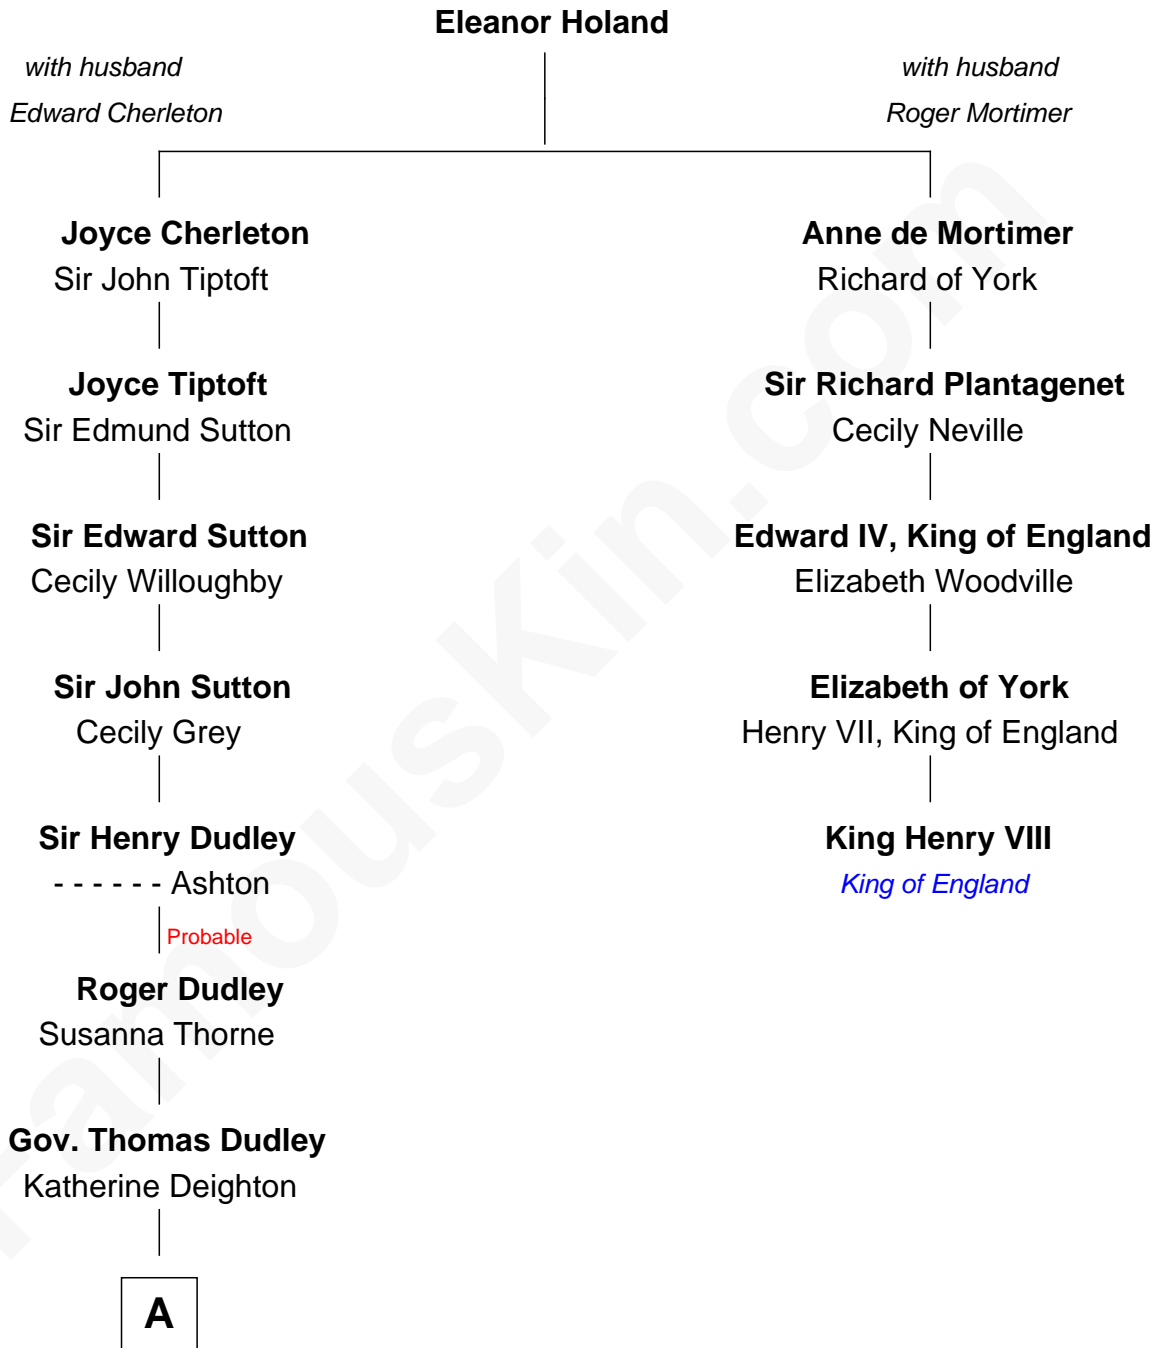 Eleanor Holand
with husband
Edward Cherleton
with husband
Roger Mortimer
Joyce Cherleton
Sir John Tiptoft
Anne de Mortimer
Richard of York
Joyce Tiptoft
Sir Edmund Sutton
Sir Richard Plantagenet
Cecily Neville
Sir Edward Sutton
Cecily Willoughby
Edward IV, King of England
Elizabeth Woodville
Sir John Sutton
Cecily Grey
Elizabeth of York
Henry VII, King of England
Sir Henry Dudley
- - - - - - Ashton
King Henry VIII
King of England
Probable
Roger Dudley
Susanna Thorne
Gov. Thomas Dudley
Katherine Deighton
A
FamousKin.com